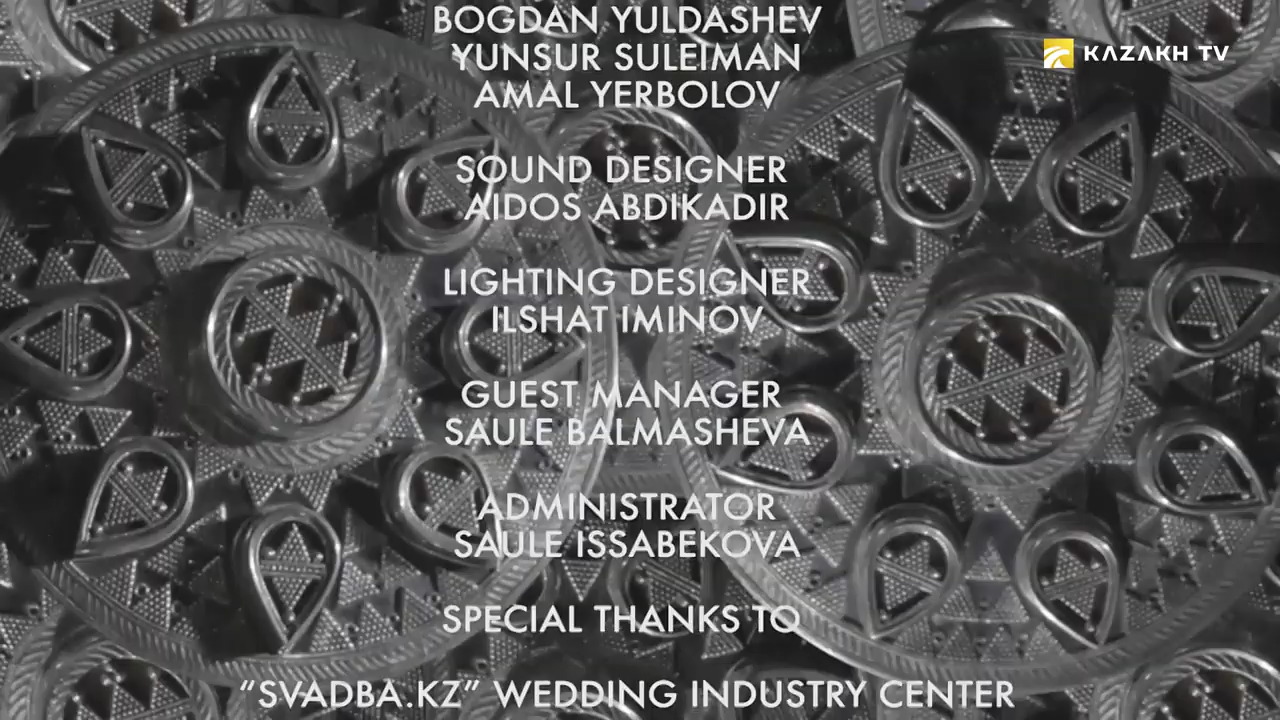 BOGDAN YULDASHEV
YUNSUR SULEIMAN
AMAL YERBOLOV
SOUND DESIGNER
AIDOS ABDIKADIR
LIGHTING DESIGNER
ILSHAT IMINOV
GUEST MANAGER
SAULE BALMASHEVA
ADMINISTRATOR
SAULE ISSABEKOVA
SPECIAL THANKS TO
“SVADBA.KZ” WEDDING INDUSTRY CENTER
KAZAKH TV